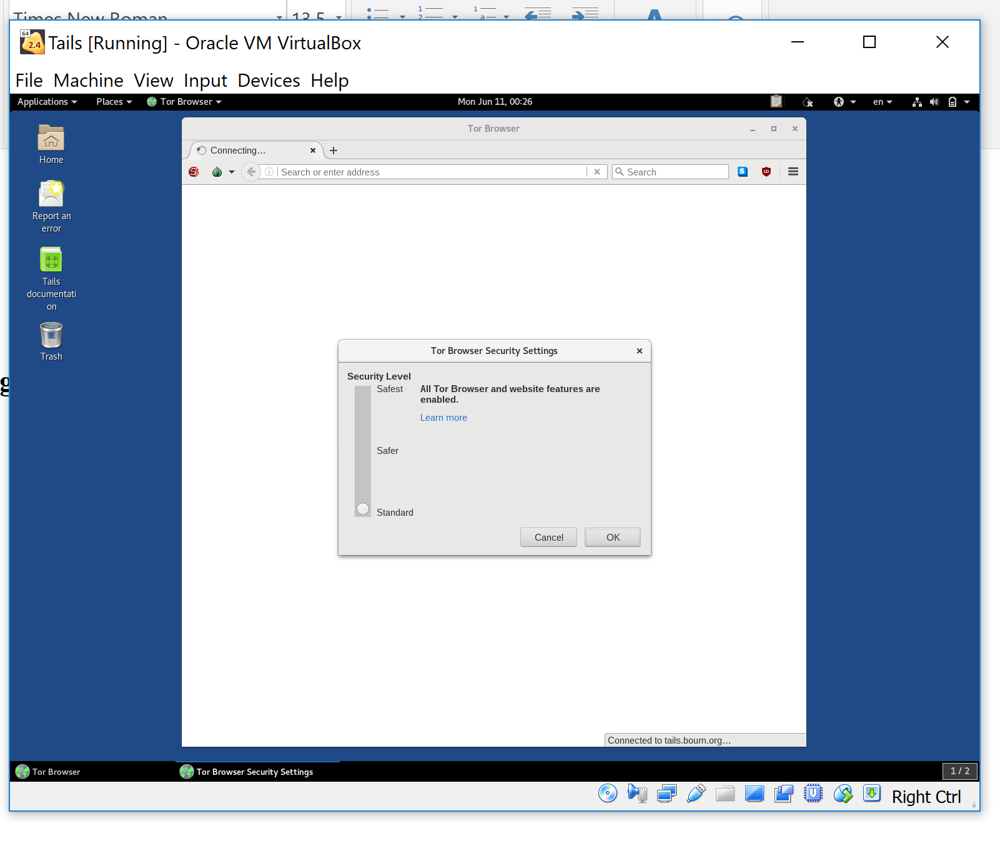 Times New Roman
13.5
64
2.4
Tails [Running] - Oracle VM VirtualBox
File Machine View Input Devices Help
Applications Places Tor Browser Mon Jun 11, 00:26 en
Tor Browser
Connecting...
Search or enter address
Search
Home
Report an
error
Tails
documentati
on
Trash
Tor Browser Security Settings
Security Level
Safest
All Tor Browser and website features are
enabled.
Learn more
Safer
Standard
Cancel OK
Connected to tails.boum.org...
Tor Browser
Tor Browser Security Settings
1 / 2
Right Ctrl